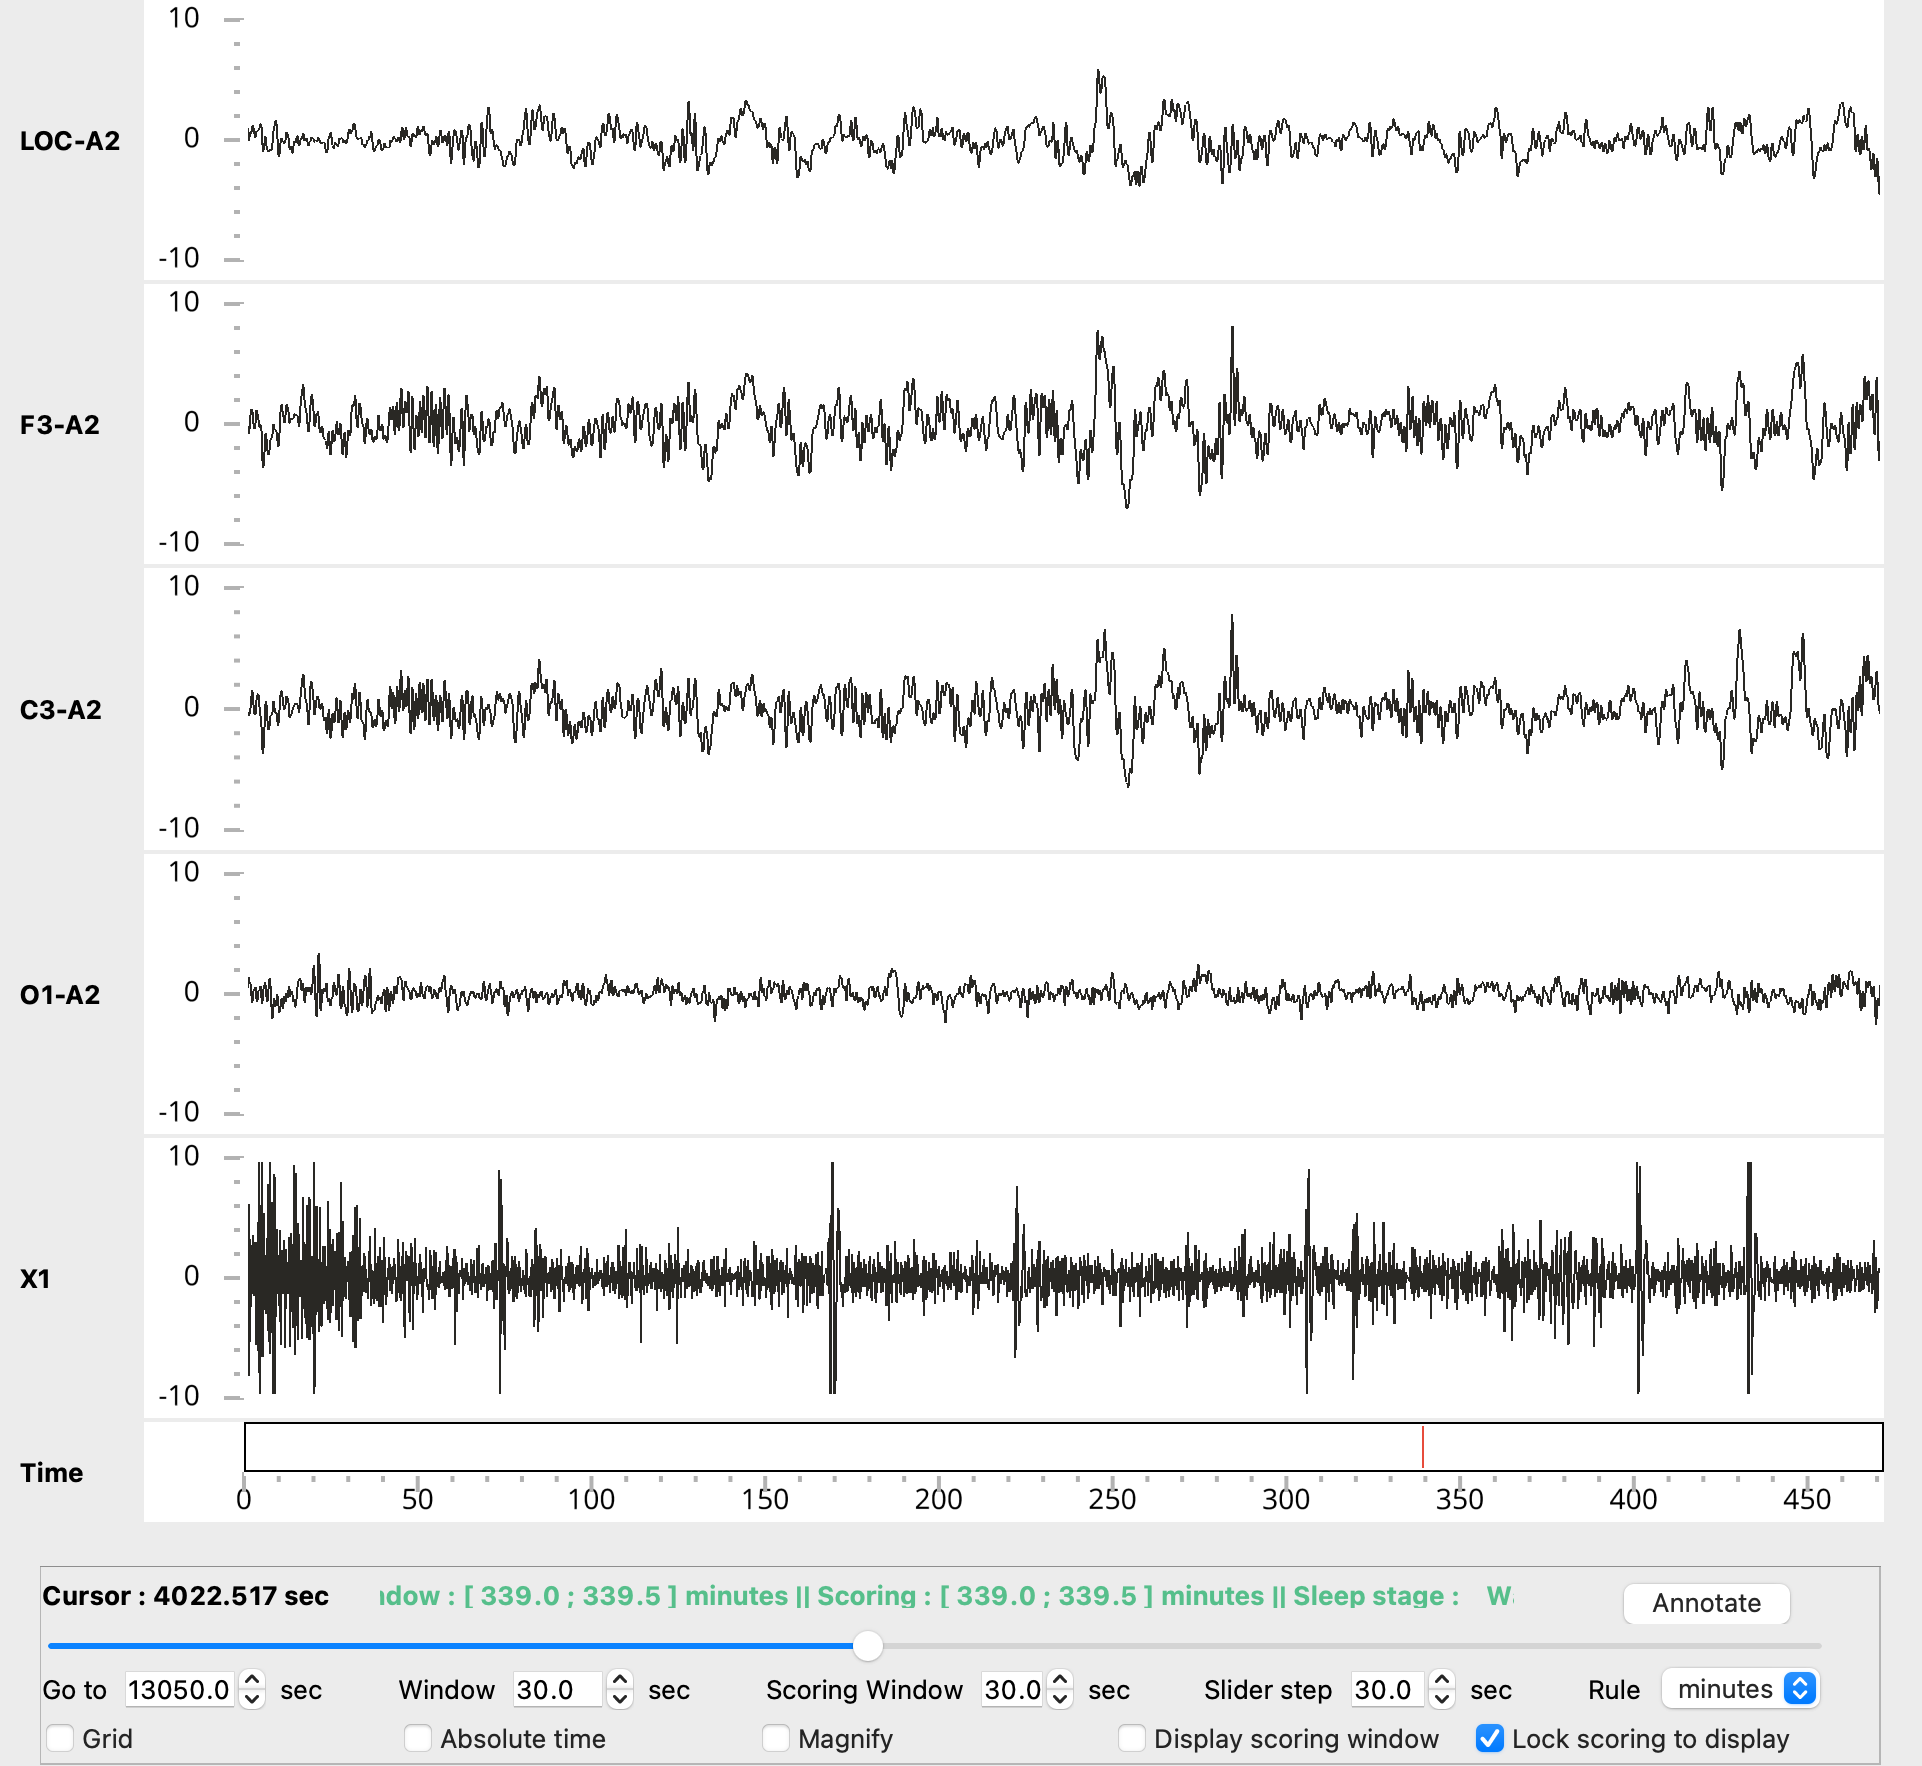 10
LOC-A2 0
-10
10
F3-A2 0
-10
10
C3-A2 0
-10
10
O1-A2 0
-10
10
X1 0
-10
Time
0 50 100 150 200 250 300 350 400 450
Cursor : 4022.517 sec ndow : [ 339.0 ; 339.5 ] minutes || Scoring : [ 339.0 ; 339.5 ] minutes || Sleep stage : Wa Annotate
Go to 13050.0 sec Window 30.0 sec Scoring Window 30.0 sec Slider step 30.0 sec Rule minutes
Grid Absolute time Magnify Display scoring window Lock scoring to display